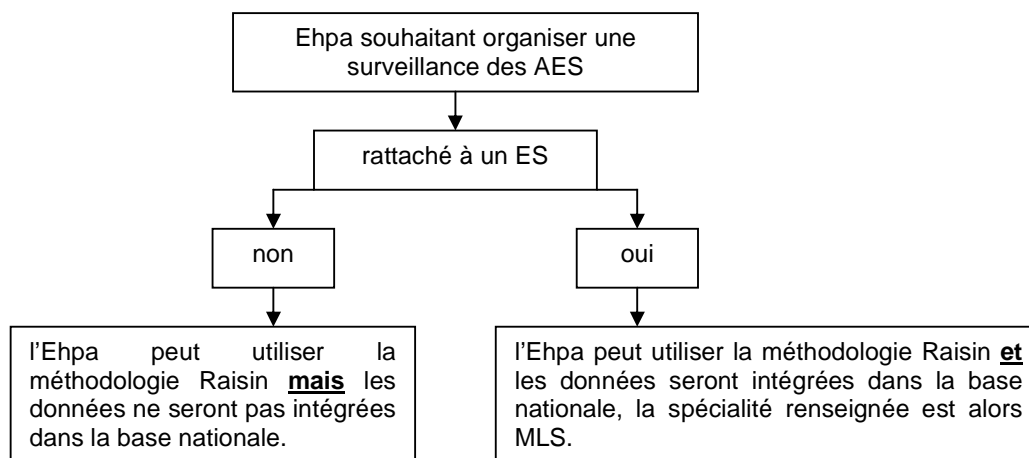 Ehpa souhaitant organiser une
surveillance des AES
rattaché à un ES
non
oui
l'Ehpa peut utiliser la
méthodologie Raisin mais les
données ne seront pas intégrées
dans la base nationale.
l'Ehpa peut utiliser la méthodologie Raisin et
les données seront intégrées dans la base
nationale, la spécialité renseignée est alors
MLS.